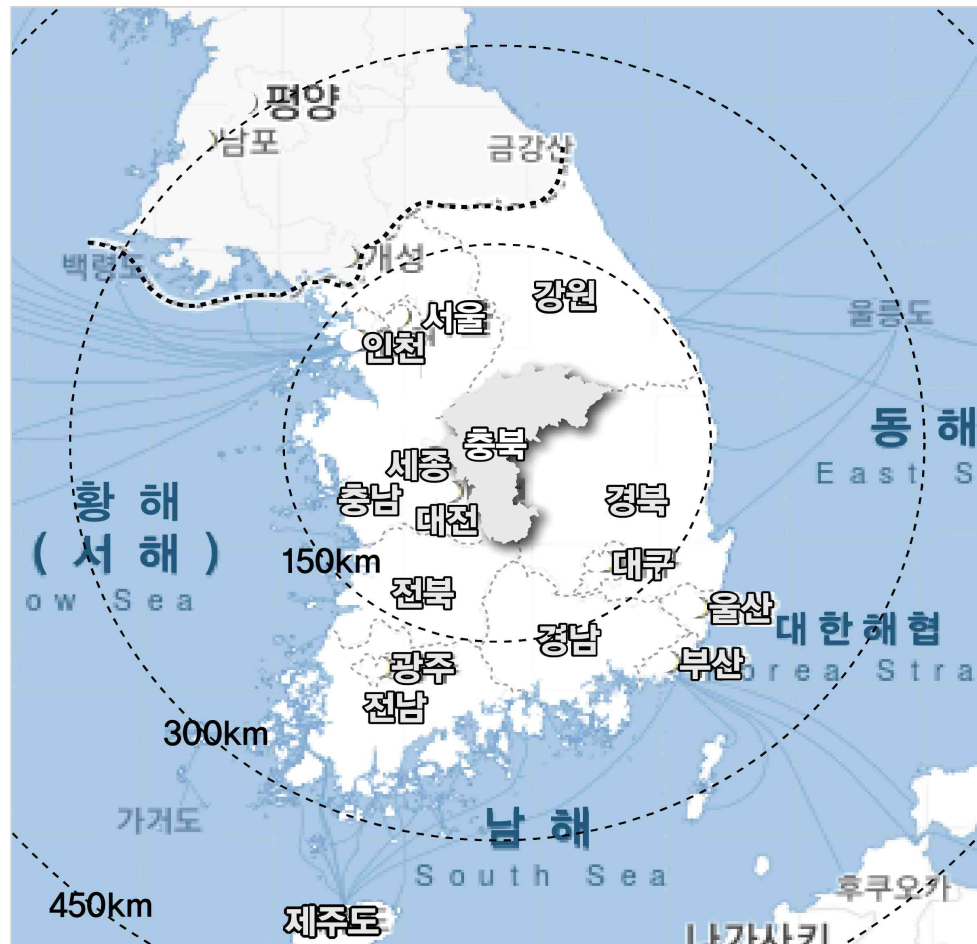 평양
남포
금강산
백령도
개성
강원
서울
인천
울릉도
동 해
East S
충북
세종
충남
대전
경북
황 해
( 서 해 )
ow Sea
150km
대구
전북
울산
대 한 해 협
orea Stra
경남
부산
광주
전남
300km
가거도
남 해
South Sea
후쿠오카
450km
제주도
나가사키